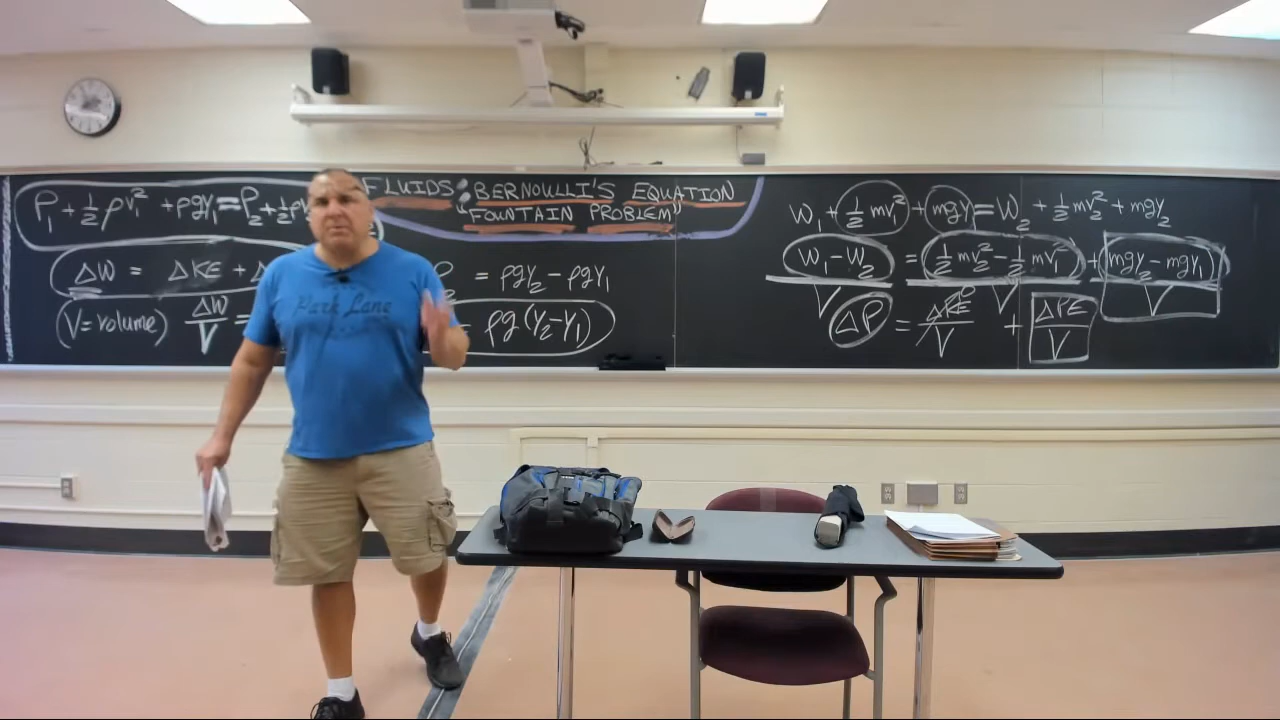 P₁ + ½ρv₁² + ρgy₁ = P₂ + ½ρv
ΔW = ΔKE + Δ
(V = volume) ΔW/V =
FLUIDS: BERNOULLI'S EQUATION
"FOUNTAIN PROBLEM"
= ρgy₂ - ρgy₁
= ρg(y₂-y₁)
Park Lane
W₁ + ½mv₁² + mgy₁ = W₂ + ½mv₂² + mgy₂
(W₁-W₂)/V = (½mv₂² - ½mv₁²)/V + (mgy₂ - mgy₁)/V
ΔP = ΔKE⁰/V + ΔPE/V